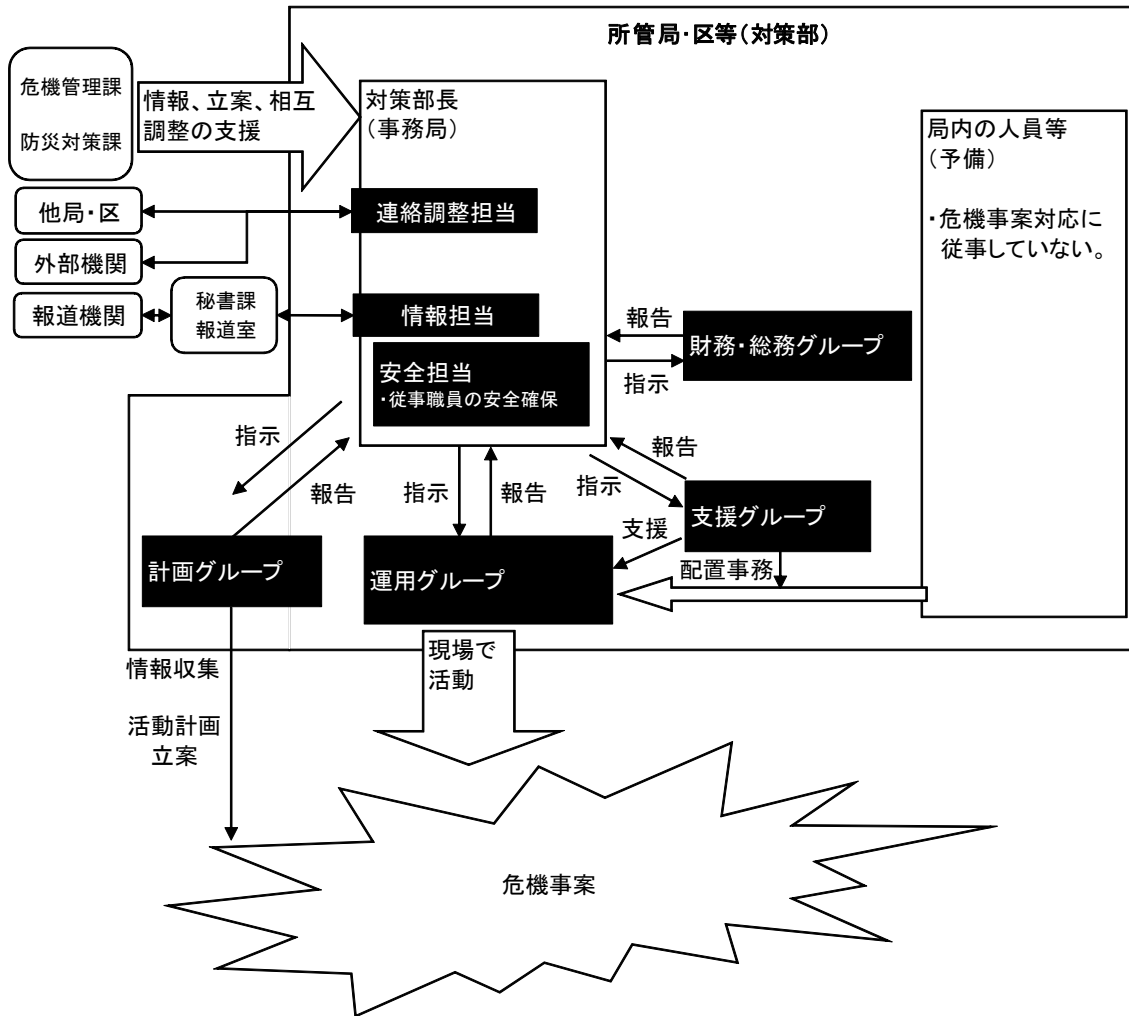 所管局・区等（対策部）
危機管理課
防災対策課
情報、立案、相互
調整の支援
対策部長
（事務局）
局内の人員等
（予備）
・危機事案対応に
従事していない。
他局・区
連絡調整担当
外部機関
報道機関
秘書課
報道室
情報担当
安全担当
・従事職員の安全確保
報告
財務・総務グループ
指示
指示
報告
指示
報告
報告
指示
支援グループ
支援
配置事務
計画グループ
運用グループ
情報収集
活動計画
立案
現場で
活動
危機事案